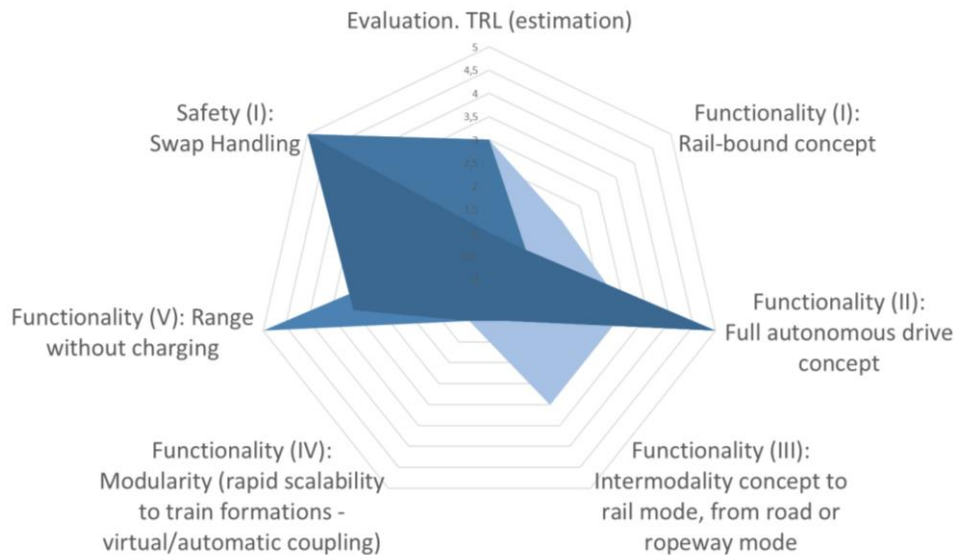 Evaluation. TRL (estimation)
5
4,5
4
3,5
3
2,5
2
1,5
1
Safety (I):
Swap Handling
Functionality (I):
Rail-bound concept
Functionality (V): Range
without charging
Functionality (II):
Full autonomous drive
concept
Functionality (IV):
Modularity (rapid scalability
to train formations -
virtual/automatic coupling)
Functionality (III):
Intermodality concept to
rail mode, from road or
ropeway mode